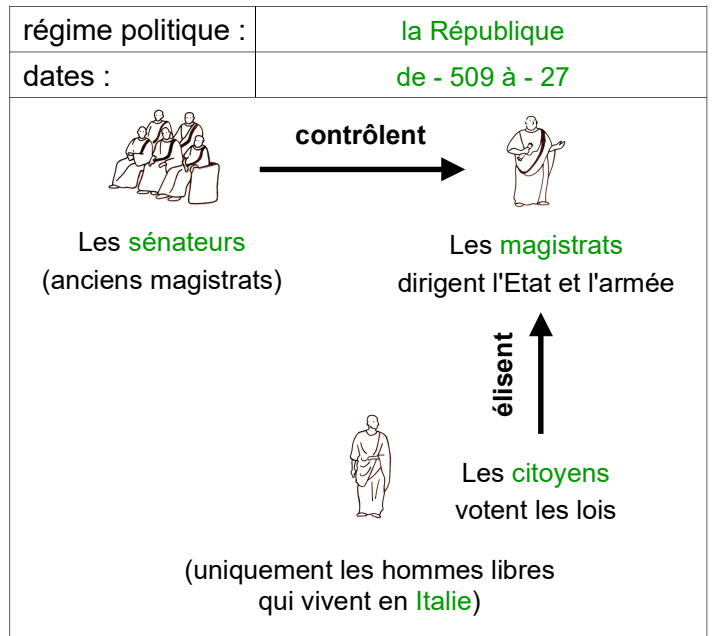 régime politique : la République
dates : de - 509 à - 27
contrôlent
Les sénateurs
(anciens magistrats)
Les magistrats
dirigent l'Etat et l'armée
élisent
Les citoyens
votent les lois
(uniquement les hommes libres
qui vivent en Italie)